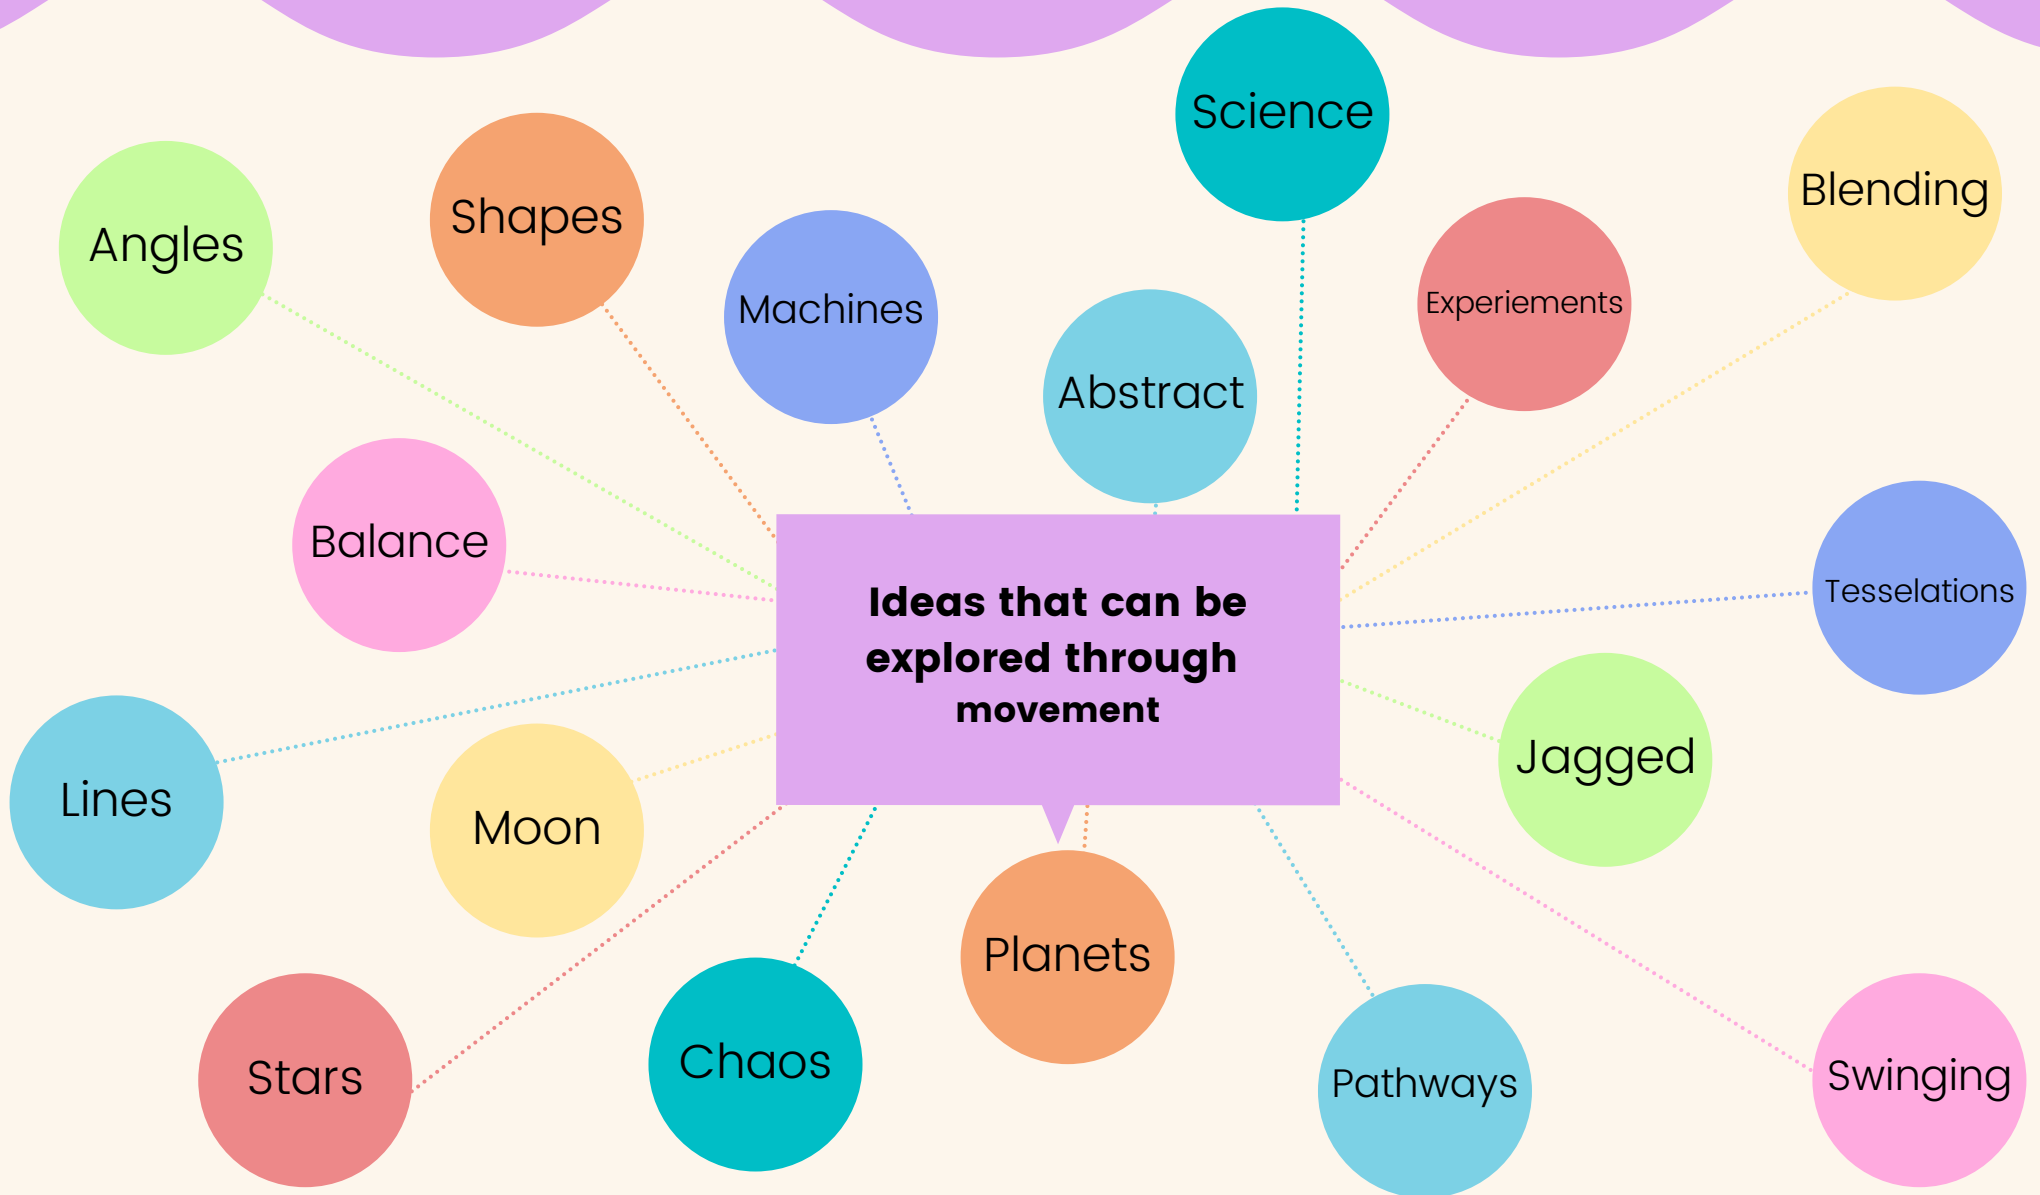 Science
Blending
Angles
Shapes
Machines
Experiements
Abstract
Balance
Tesselations
Ideas that can be
explored through
movement
Jagged
Lines
Moon
Planets
Stars
Chaos
Pathways
Swinging